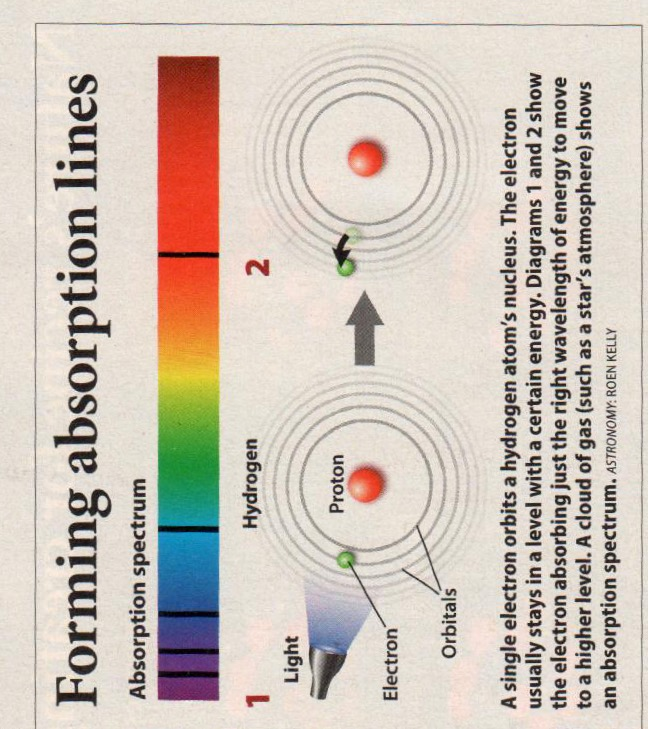 Forming absorption lines
Absorption spectrum
1
Light
Hydrogen
Proton
Electron
Orbitals
2
A single electron orbits a hydrogen atom's nucleus. The electron
usually stays in a level with a certain energy. Diagrams 1 and 2 show
the electron absorbing just the right wavelength of energy to move
to a higher level. A cloud of gas (such as a star's atmosphere) shows
an absorption spectrum. ASTRONOMY: ROEN KELLY